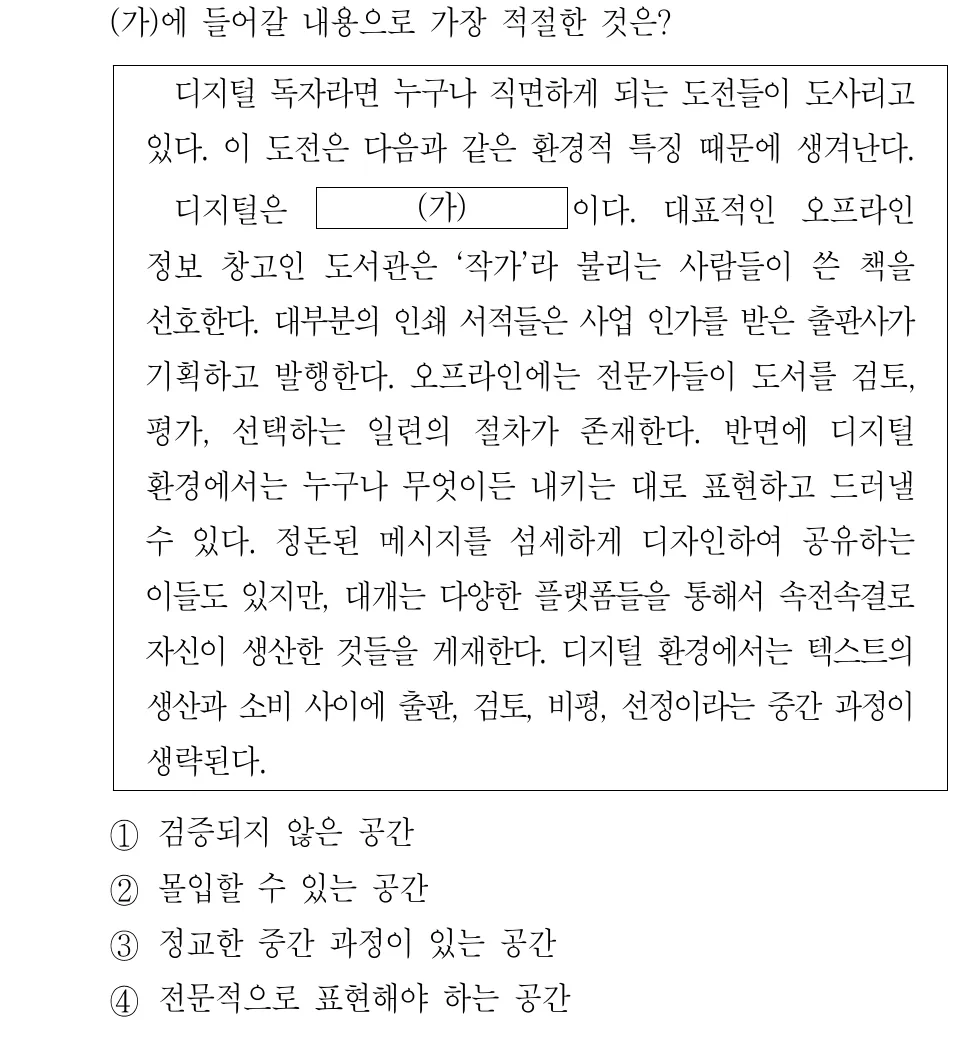 (가)에 들어갈 내용으로 가장 적절한 것은?
디지털 독자라면 누구나 직면하게 되는 도전들이 도사리고
있다. 이 도전은 다음과 같은 환경적 특징 때문에 생겨난다.
디지털은 (가) 이다. 대표적인 오프라인
정보 창고인 도서관은 ‘작가’라 불리는 사람들이 쓴 책을
선호한다. 대부분의 인쇄 서적들은 사업 인가를 받은 출판사가
기획하고 발행한다. 오프라인에는 전문가들이 도서를 검토,
평가, 선택하는 일련의 절차가 존재한다. 반면에 디지털
환경에서는 누구나 무엇이든 내키는 대로 표현하고 드러낼
수 있다. 정돈된 메시지를 섬세하게 디자인하여 공유하는
이들도 있지만, 대개는 다양한 플랫폼들을 통해서 속전속결로
자신이 생산한 것들을 게재한다. 디지털 환경에서는 텍스트의
생산과 소비 사이에 출판, 검토, 비평, 선정이라는 중간 과정이
생략된다.
① 검증되지 않은 공간
② 몰입할 수 있는 공간
③ 정교한 중간 과정이 있는 공간
④ 전문적으로 표현해야 하는 공간